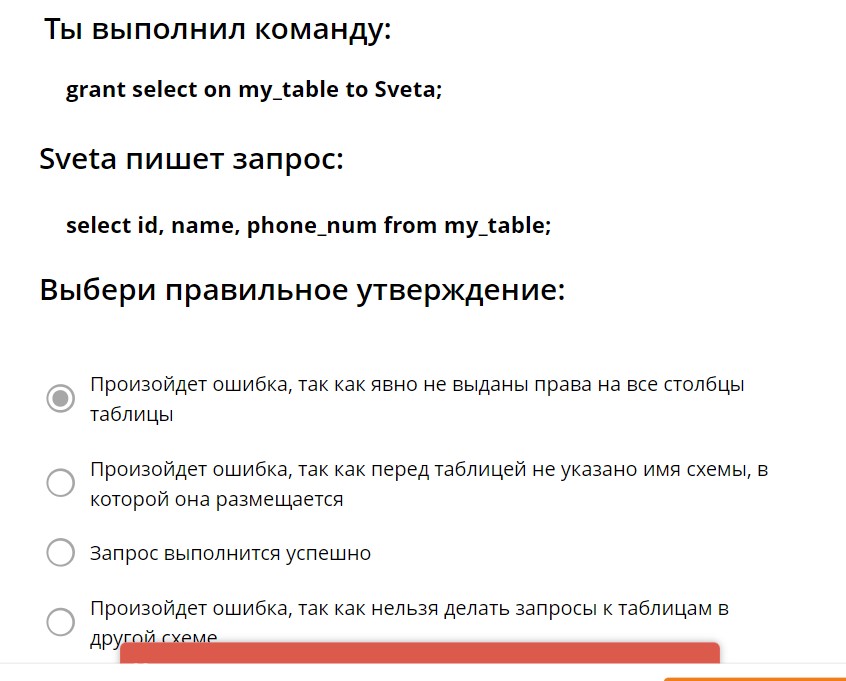 Ты выполнил команду:
grant select on my_table to Sveta;
Sveta пишет запрос:
select id, name, phone_num from my_table;
Выбери правильное утверждение:
Произойдет ошибка, так как явно не выданы права на все столбцы
таблицы
Произойдет ошибка, так как перед таблицей не указано имя схемы, в
которой она размещается
Запрос выполнится успешно
Произойдет ошибка, так как нельзя делать запросы к таблицам в
другой схеме